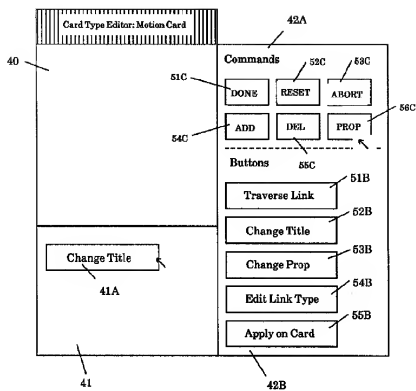 Card Type Editor: Motion Card
42A
40
Commands
51C
52C
53C
DONE
RESET
ABORT
56C
ADD
DEL
PROP
54C
55C
Buttons
51B
Traverse Link
52B
Change Title
53B
Change Prop
54B
Edit Link Type
55B
Apply on Card
Change Title
41A
41
42B